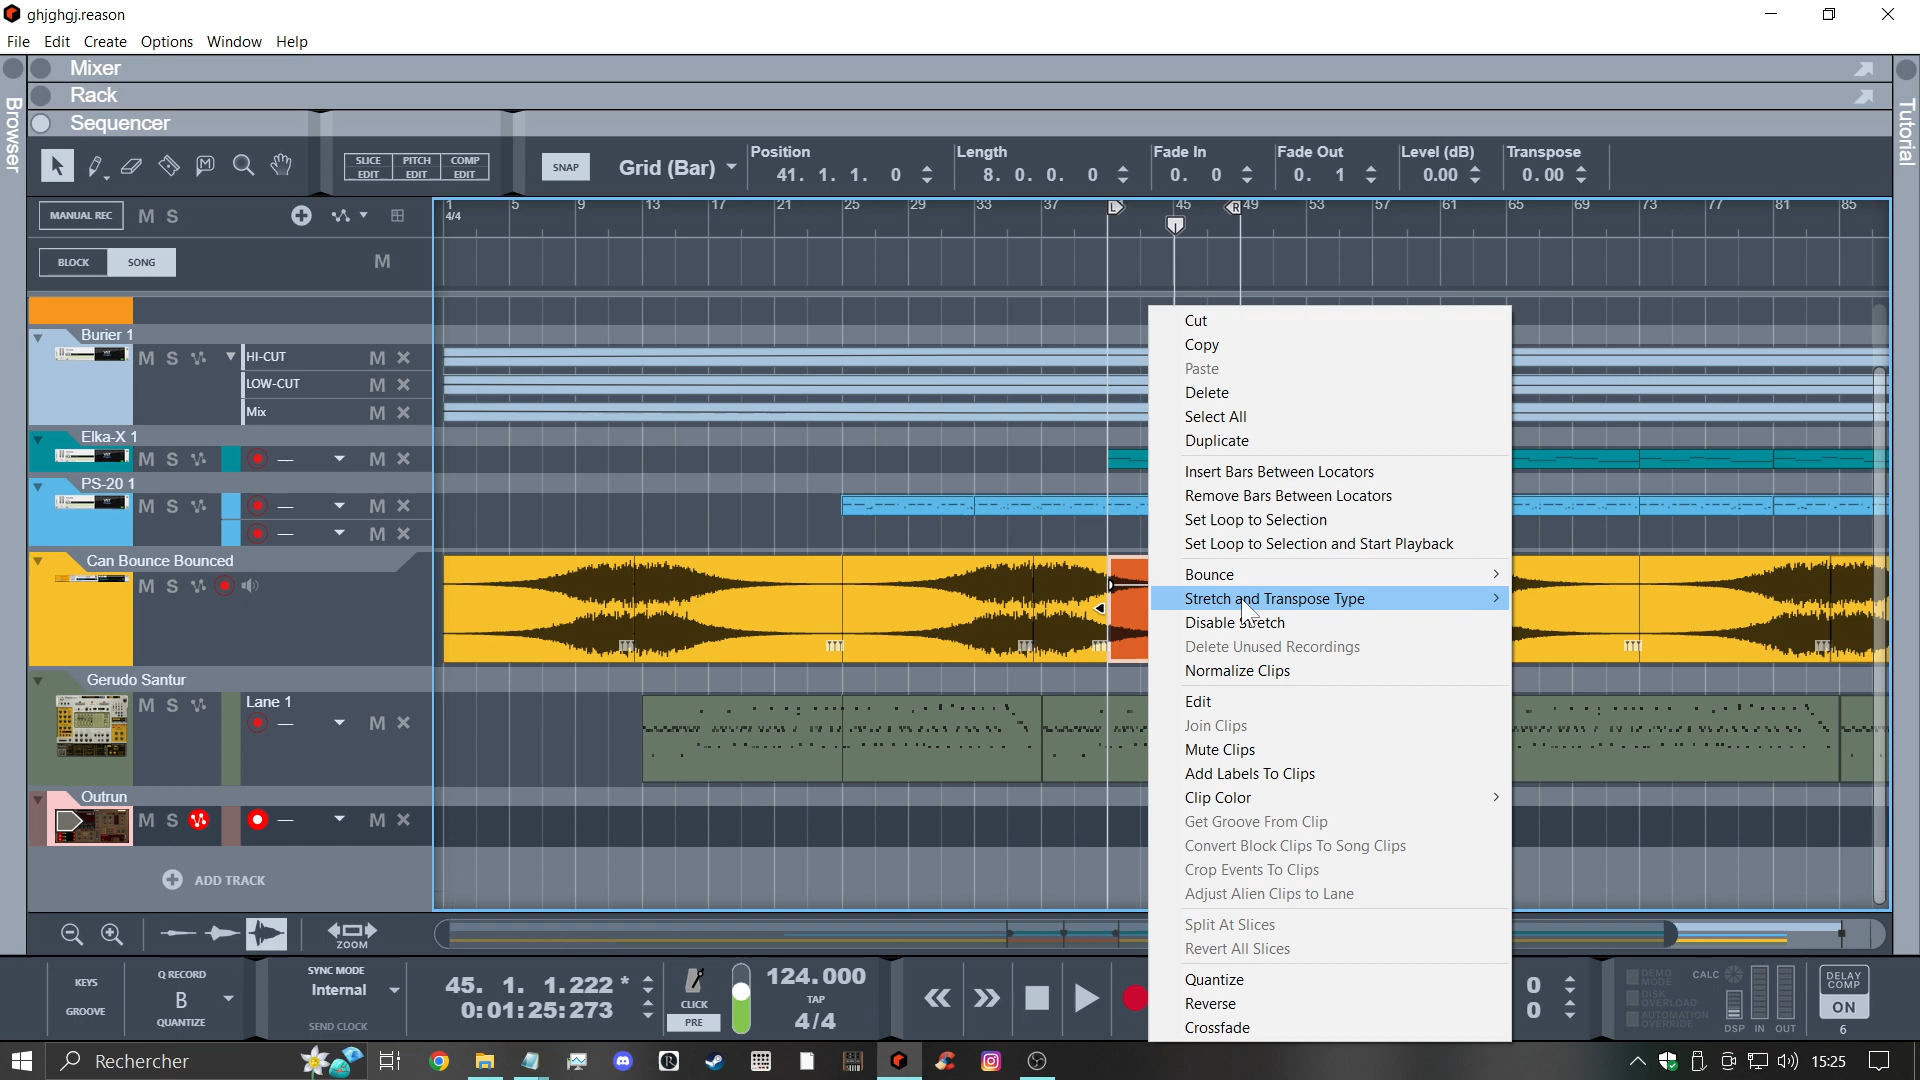 ghjghgj.reason
File Edit Create Options Window Help
Mixer
Rack
Sequencer
Browser
Tutorial
SLICE EDIT PITCH EDIT COMP EDIT
SNAP
Grid (Bar)
Position 41. 1. 1. 0
Length 8. 0. 0. 0
Fade In 0. 0
Fade Out 0. 1
Level (dB) 0.00
Transpose 0.00
MANUAL REC M S
1 5 9 13 17 21 25 29 33 37 L 45 R 49 53 57 61 65 69 73 77 81 85
4/4
BLOCK SONG M
Burier 1
M S HI-CUT M
LOW-CUT M
Mix M
Elka-X 1
M S M
PS-20 1
M S M
M
Can Bounce Bounced
M S
Gerudo Santur
M S Lane 1
M
Outrun
M S M
ADD TRACK
ZOOM
Cut
Copy
Paste
Delete
Select All
Duplicate
Insert Bars Between Locators
Remove Bars Between Locators
Set Loop to Selection
Set Loop to Selection and Start Playback
Bounce
Stretch and Transpose Type
Disable Stretch
Delete Unused Recordings
Normalize Clips
Edit
Join Clips
Mute Clips
Add Labels To Clips
Clip Color
Get Groove From Clip
Convert Block Clips To Song Clips
Crop Events To Clips
Adjust Alien Clips to Lane
Split At Slices
Revert All Slices
Quantize
Reverse
Crossfade
KEYS
GROOVE
Q RECORD
B
QUANTIZE
SYNC MODE
Internal
SEND CLOCK
45. 1. 1.222 *
0:01:25:273
CLICK
PRE
124.000
TAP
4/4
0
0
DEMO MODE
DISK OVERLOAD
AUTOMATION OVERRIDE
CALC
DSP IN OUT
DELAY COMP
ON
6
Rechercher
15:25